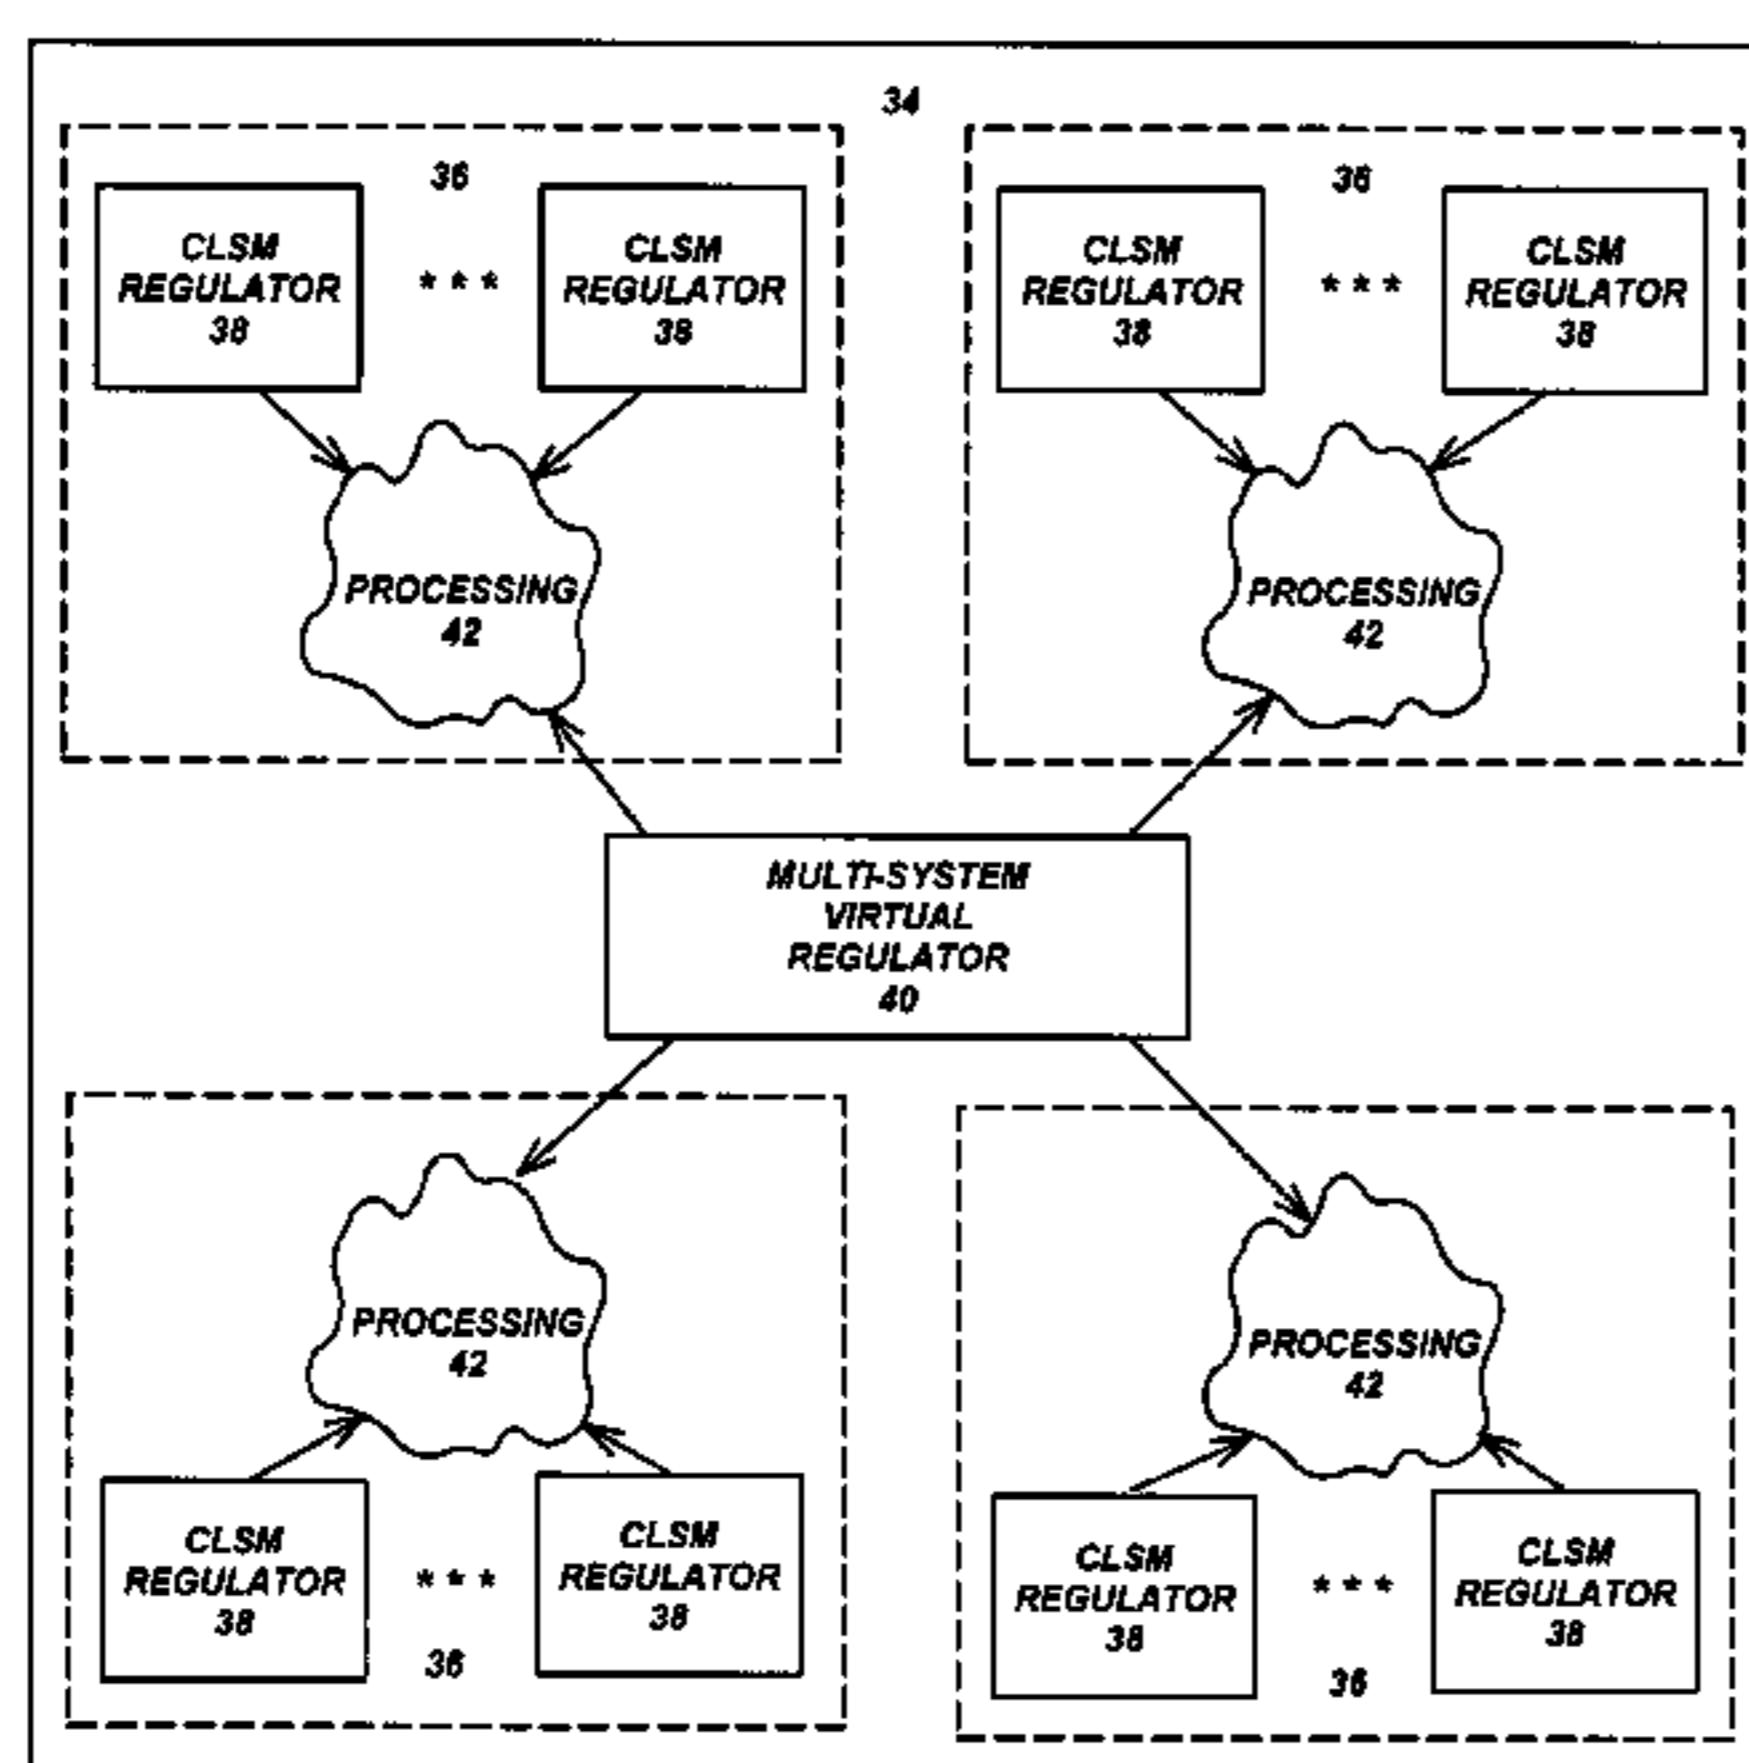 34
36
CLSM
REGULATOR
38
* * *
CLSM
REGULATOR
38
PROCESSING
42
36
CLSM
REGULATOR
38
* * *
CLSM
REGULATOR
38
PROCESSING
42
MULTI-SYSTEM
VIRTUAL
REGULATOR
40
PROCESSING
42
CLSM
REGULATOR
38
* * *
CLSM
REGULATOR
38
36
PROCESSING
42
CLSM
REGULATOR
38
* * *
CLSM
REGULATOR
38
36